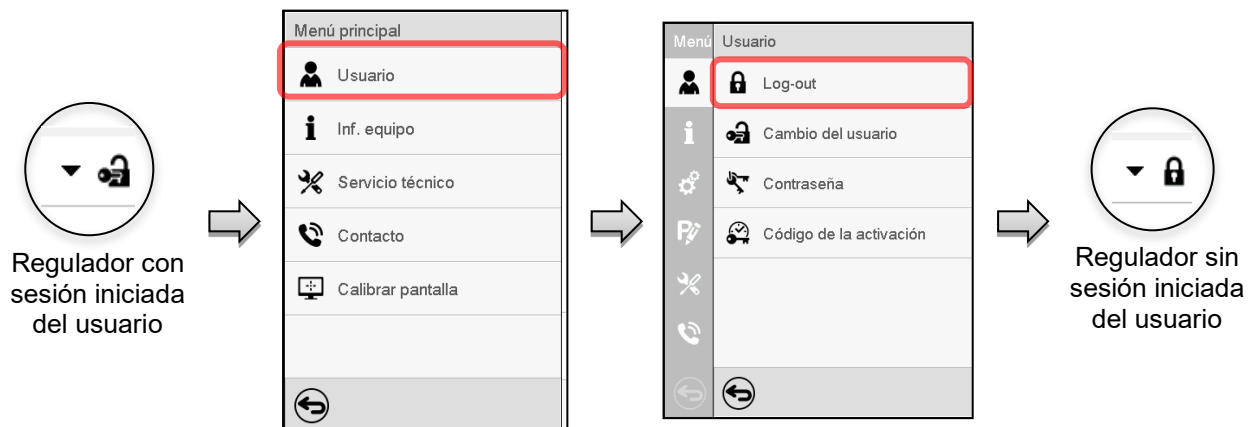 Regulador con
sesión iniciada
del usuario
Menú principal
Usuario
Inf. equipo
Servicio técnico
Contacto
Calibrar pantalla
Menú
Usuario
Log-out
Cambio del usuario
Contraseña
Código de la activación
Regulador sin
sesión iniciada
del usuario